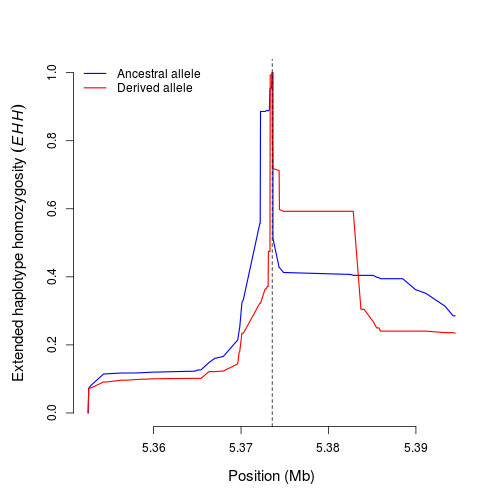 Ancestral allele
Derived allele
Extended haplotype homozygosity (EHH)
1.0
0.8
0.6
0.4
0.2
0.0
5.36 5.37 5.38 5.39
Position (Mb)